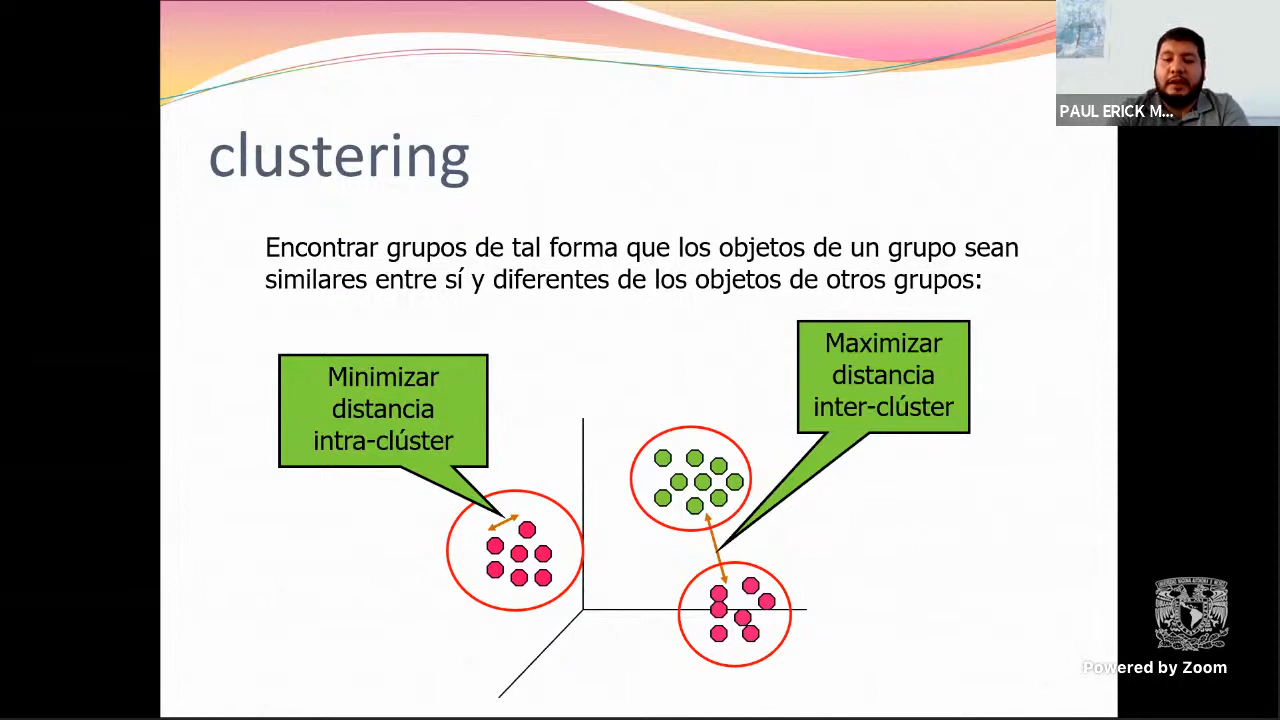 PAUL ERICK M...
clustering
Encontrar grupos de tal forma que los objetos de un grupo sean
similares entre sí y diferentes de los objetos de otros grupos:
Minimizar
distancia
intra-clúster
Maximizar
distancia
inter-clúster
Powered by Zoom